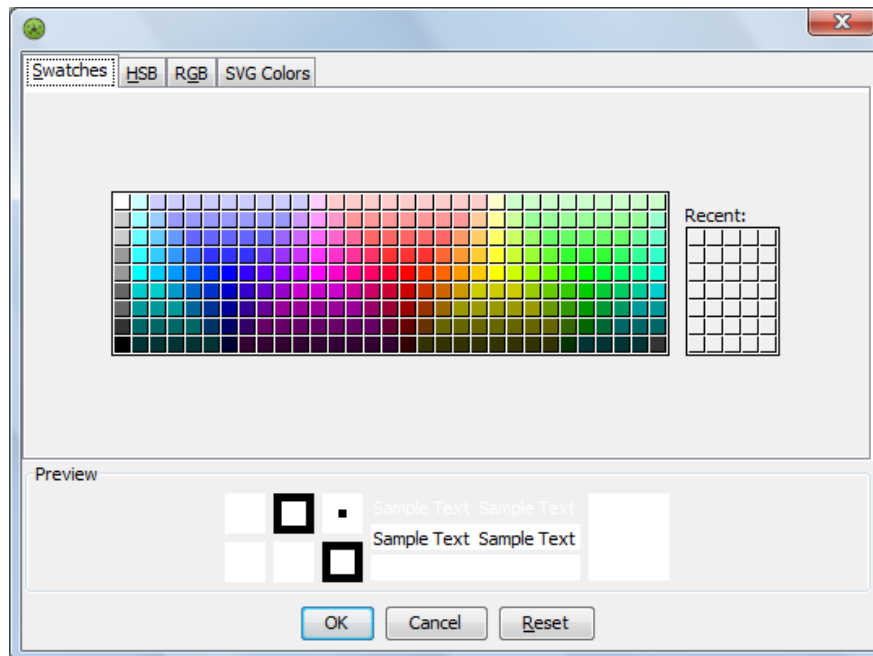 Swatches HSB RGB SVG Colors
Recent:
Preview
Sample Text Sample Text
Sample Text Sample Text
OK Cancel Reset